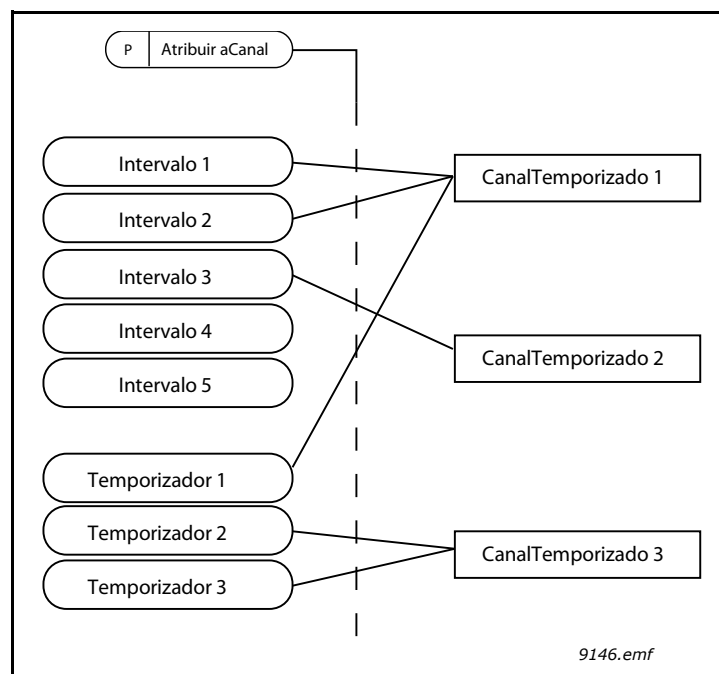 P Atribuir aCanal
Intervalo 1
Intervalo 2
Intervalo 3
Intervalo 4
Intervalo 5
Temporizador 1
Temporizador 2
Temporizador 3
CanalTemporizado 1
CanalTemporizado 2
CanalTemporizado 3
9146.emf